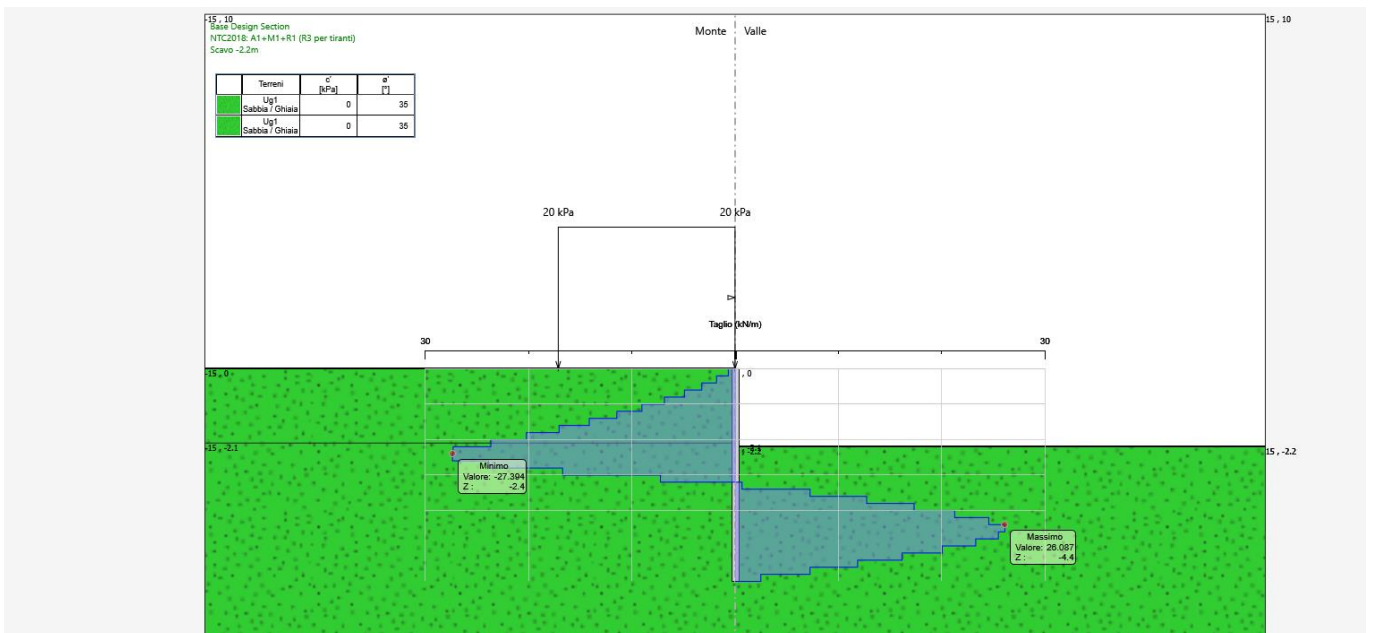 -15 , 10
15 , 10
Base Design Section
NTC2018: A1+M1+R1 (R3 per tiranti)
Scavo -2.2m
Monte
Valle
Terreni c' [kPa] ø' [°]
Ug1
Sabbia / Ghiaia 0 35
Ug1
Sabbia / Ghiaia 0 35
20 kPa
20 kPa
Taglio (kN/m)
30
30
-15 , 0
, 0
-15 , -2.1
15 , -2.2
Minimo
Valore: -27.394
Z : -2.4
Massimo
Valore: 26.087
Z : -4.4